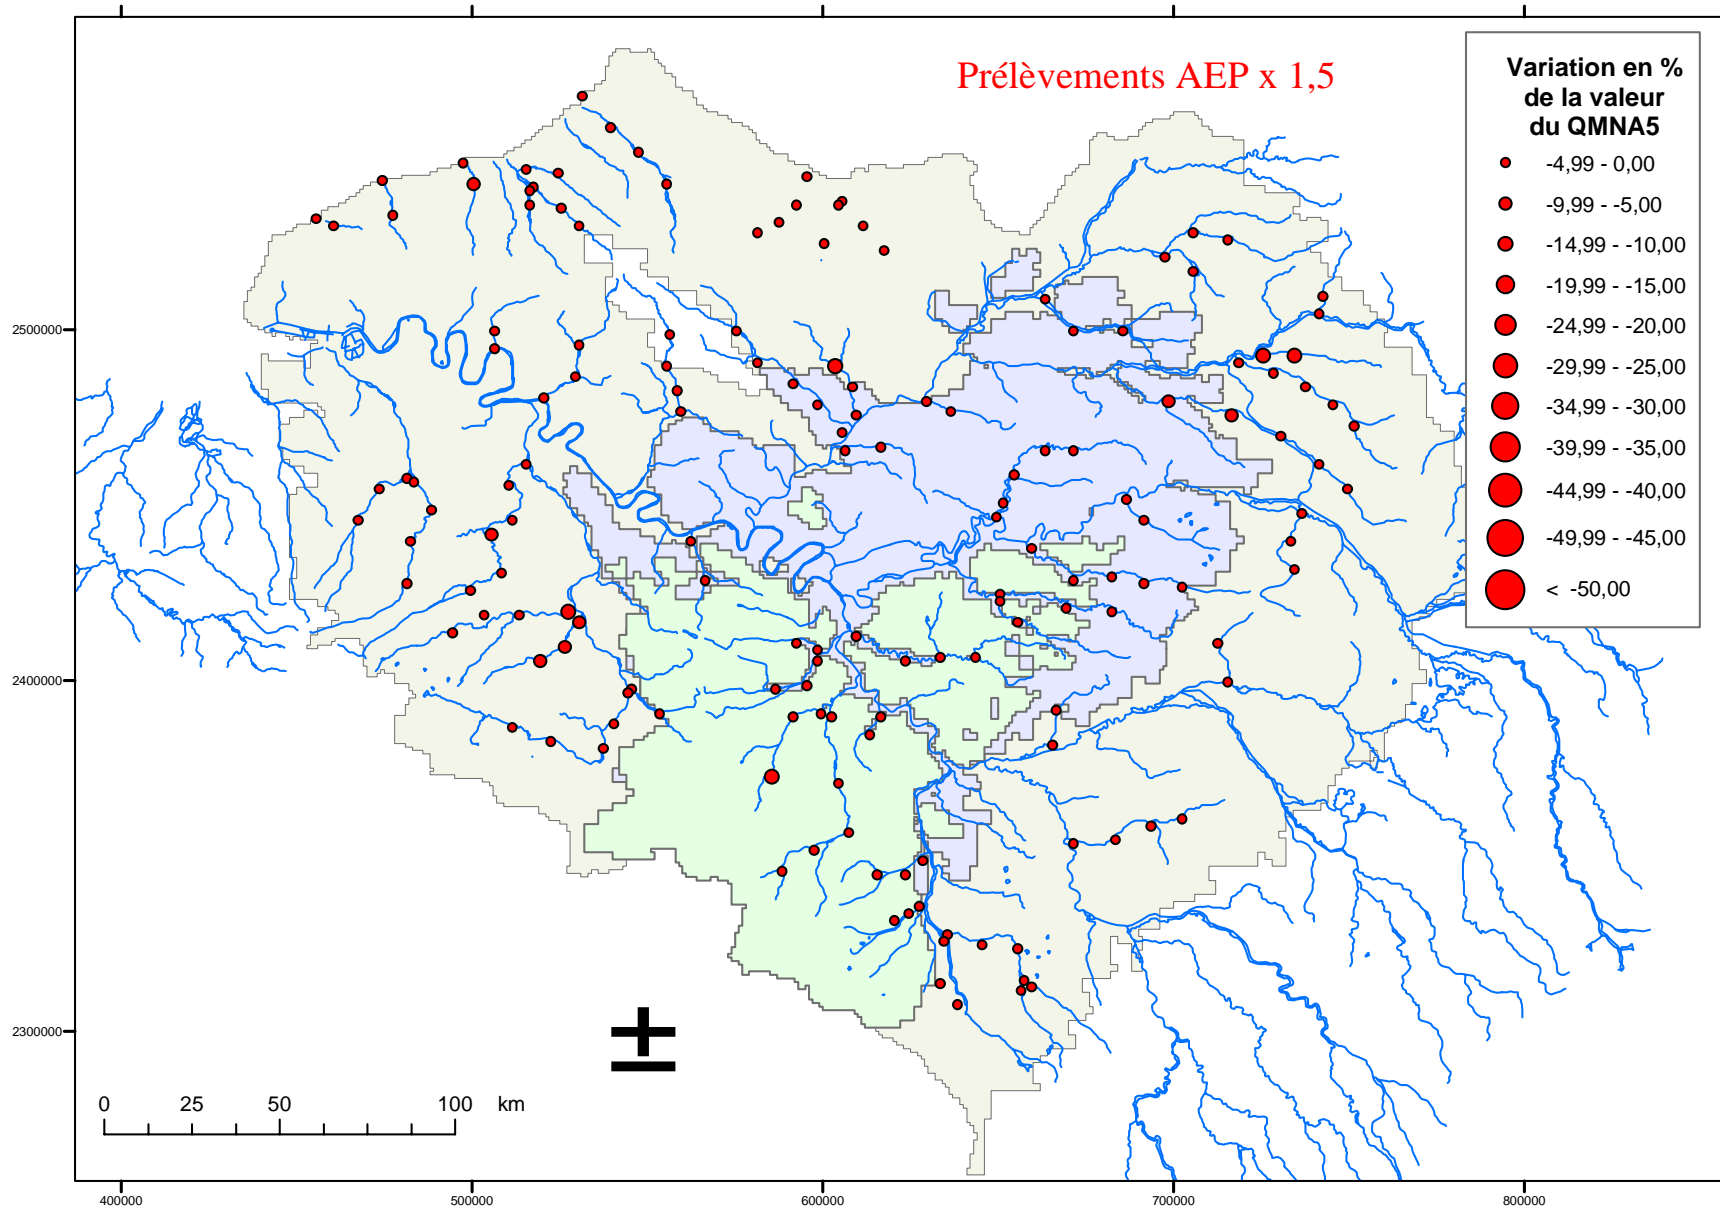 Prélèvements AEP x 1,5
Variation en %
de la valeur
du QMNA5
-4,99 - 0,00
-9,99 - -5,00
-14,99 - -10,00
-19,99 - -15,00
-24,99 - -20,00
-29,99 - -25,00
-34,99 - -30,00
-39,99 - -35,00
-44,99 - -40,00
-49,99 - -45,00
< -50,00
2500000
2400000
2300000
±
0 25 50 100 km
400000 500000 600000 700000 800000